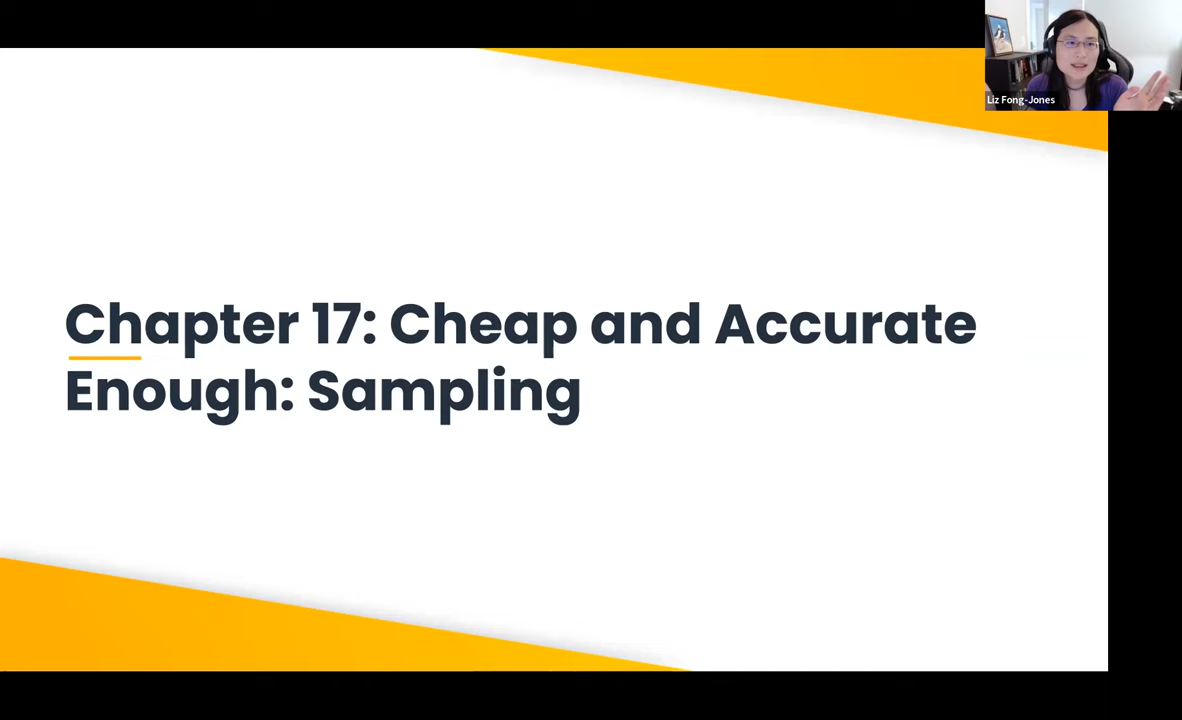 Liz Fong-Jones
Chapter 17: Cheap and Accurate
Enough: Sampling